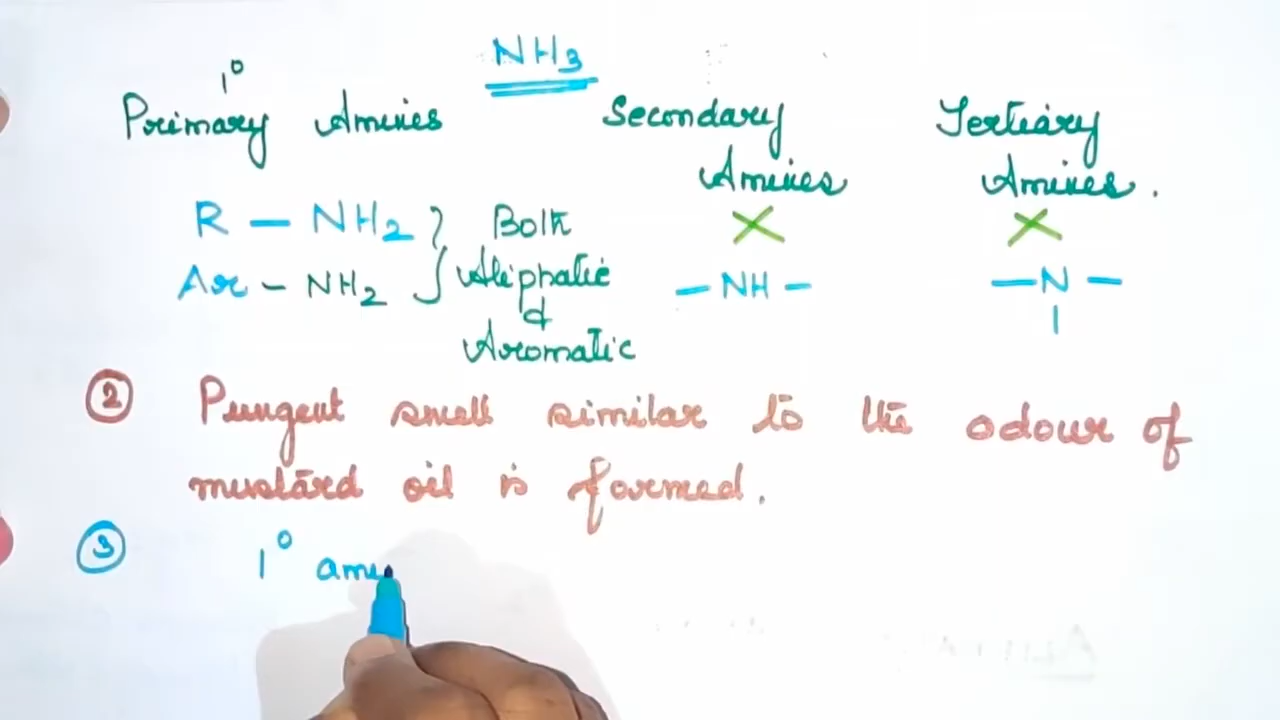 NH3
1°
Primary Amines Secondary Amines Tertiary Amines.
R — NH2 } Both Aliphatic & Aromatic
Ar — NH2
X X
— NH — — N —
2 Pungent smell similar to the odour of
mustard oil is formed.
3 1° ami